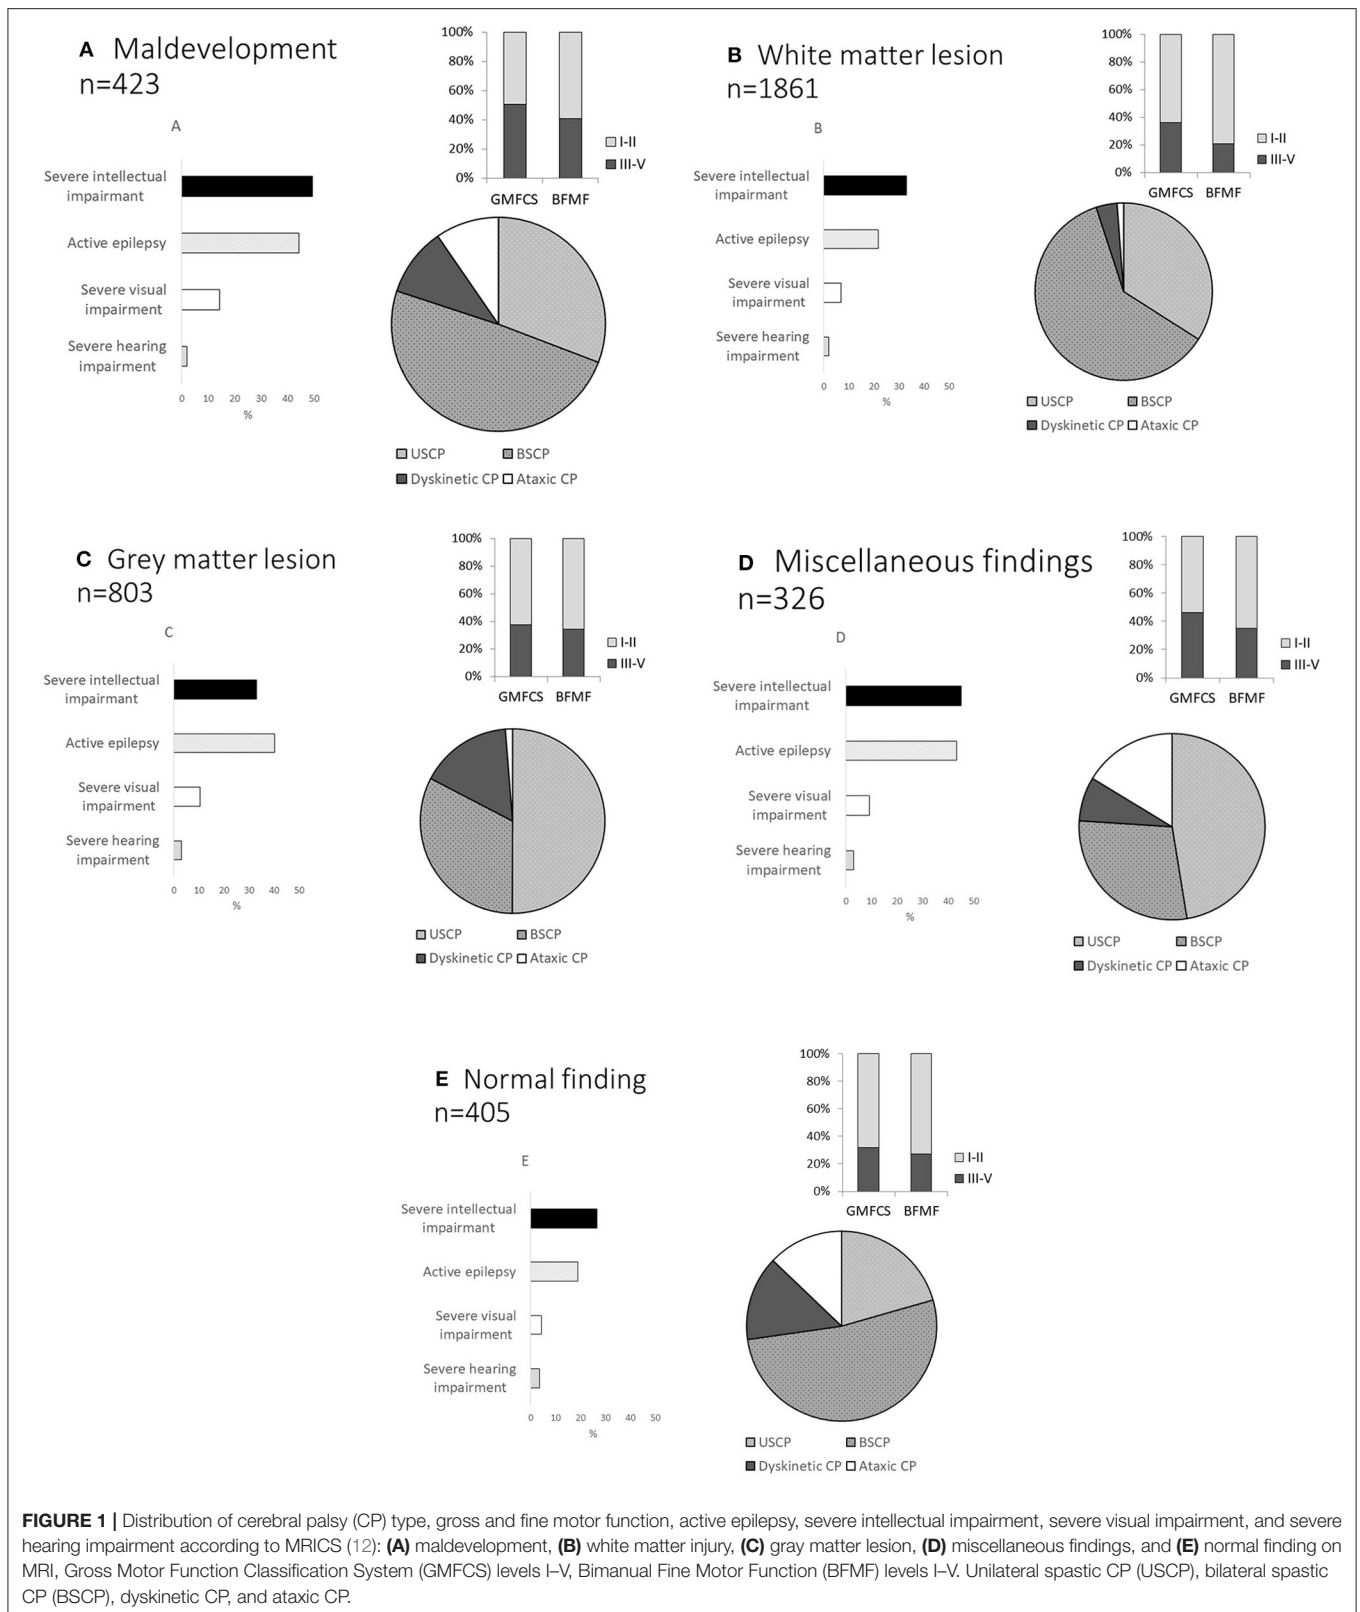 A Maldevelopment
n=423
A
Severe intellectual
impairmant
Active epilepsy
Severe visual
impairment
Severe hearing
impairment
0 10 20 30 40 50
%
100%
80%
60%
40%
20%
0%
GMFCS BFMF
I-II
III-V
USCP BSCP
Dyskinetic CP Ataxic CP
B White matter lesion
n=1861
B
Severe intellectual
impairmant
Active epilepsy
Severe visual
impairment
Severe hearing
impairment
0 10 20 30 40 50
%
100%
80%
60%
40%
20%
0%
GMFCS BFMF
I-II
III-V
USCP BSCP
Dyskinetic CP Ataxic CP
C Grey matter lesion
n=803
C
Severe intellectual
impairmant
Active epilepsy
Severe visual
impairment
Severe hearing
impairment
0 10 20 30 40 50
%
100%
80%
60%
40%
20%
0%
GMFCS BFMF
I-II
III-V
USCP BSCP
Dyskinetic CP Ataxic CP
D Miscellaneous findings
n=326
D
Severe intellectual
impairmant
Active epilepsy
Severe visual
impairment
Severe hearing
impairment
0 10 20 30 40 50
%
100%
80%
60%
40%
20%
0%
GMFCS BFMF
I-II
III-V
USCP BSCP
Dyskinetic CP Ataxic CP
E Normal finding
n=405
E
Severe intellectual
impairmant
Active epilepsy
Severe visual
impairment
Severe hearing
impairment
0 10 20 30 40 50
%
100%
80%
60%
40%
20%
0%
GMFCS BFMF
I-II
III-V
USCP BSCP
Dyskinetic CP Ataxic CP
FIGURE 1 | Distribution of cerebral palsy (CP) type, gross and fine motor function, active epilepsy, severe intellectual impairment, severe visual impairment, and severe
hearing impairment according to MRICS (12): (A) maldevelopment, (B) white matter injury, (C) gray matter lesion, (D) miscellaneous findings, and (E) normal finding on
MRI, Gross Motor Function Classification System (GMFCS) levels I–V, Bimanual Fine Motor Function (BFMF) levels I–V. Unilateral spastic CP (USCP), bilateral spastic
CP (BSCP), dyskinetic CP, and ataxic CP.